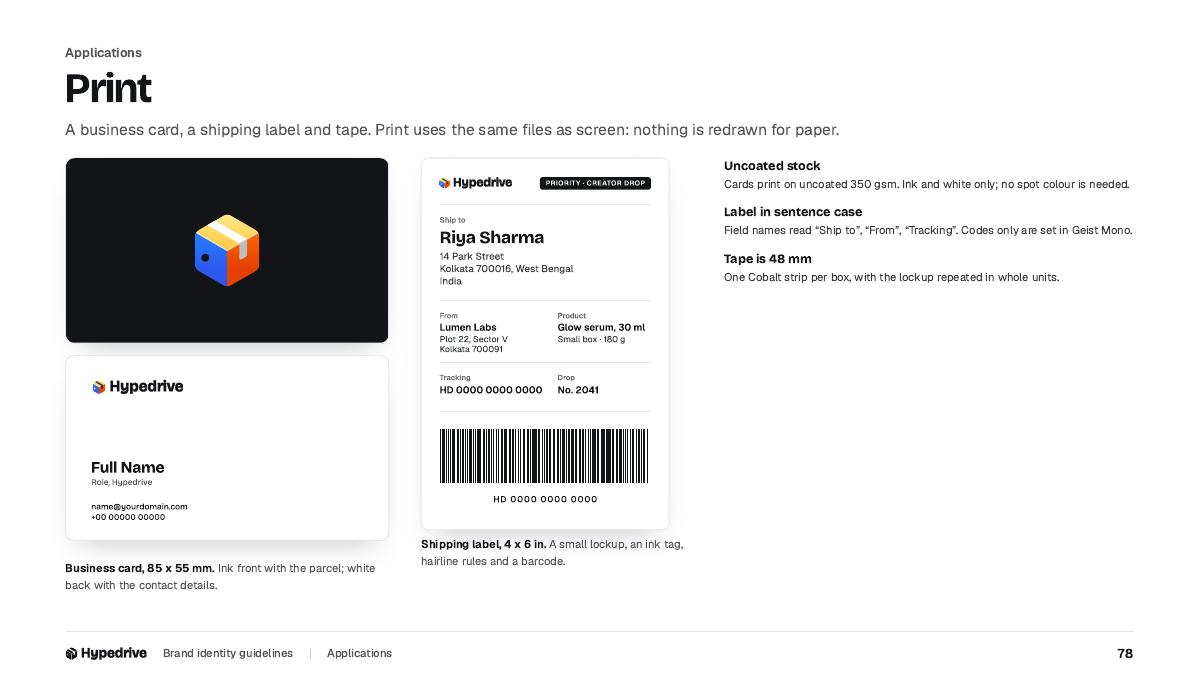 Applications
Print
A business card, a shipping label and tape. Print uses the same files as screen: nothing is redrawn for paper.
Hypedrive
Full Name
Role, Hypedrive
name@yourdomain.com
+00 00000 00000
Business card, 85 x 55 mm. Ink front with the parcel; white
back with the contact details.
Hypedrive
PRIORITY · CREATOR DROP
Ship to
Riya Sharma
14 Park Street
Kolkata 700016, West Bengal
India
From
Lumen Labs
Plot 22, Sector V
Kolkata 700091
Product
Glow serum, 30 ml
Small box · 180 g
Tracking
HD 0000 0000 0000
Drop
No. 2041
HD 0000 0000 0000
Shipping label, 4 x 6 in. A small lockup, an ink tag,
hairline rules and a barcode.
Uncoated stock
Cards print on uncoated 350 gsm. Ink and white only; no spot colour is needed.
Label in sentence case
Field names read “Ship to”, “From”, “Tracking”. Codes only are set in Geist Mono.
Tape is 48 mm
One Cobalt strip per box, with the lockup repeated in whole units.
Hypedrive
Brand identity guidelines
Applications
78